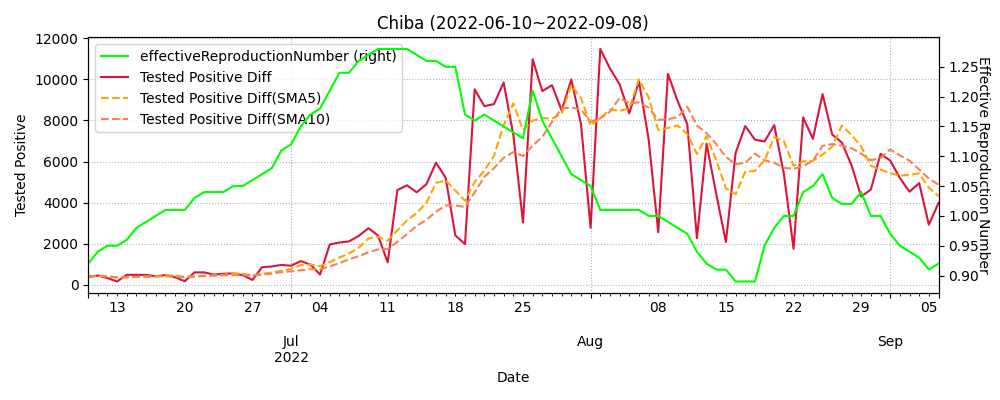 Chiba (2022-06-10~2022-09-08)
effectiveReproductionNumber (right)
Tested Positive Diff
Tested Positive Diff(SMA5)
Tested Positive Diff(SMA10)
Tested Positive
12000
10000
8000
6000
4000
2000
0
1.25
1.20
1.15
1.10
1.05
1.00
0.95
0.90
Effective Reproduction Number
13 20 27 04 11 18 25 08 15 22 29 05
Jul Aug Sep
2022
Date